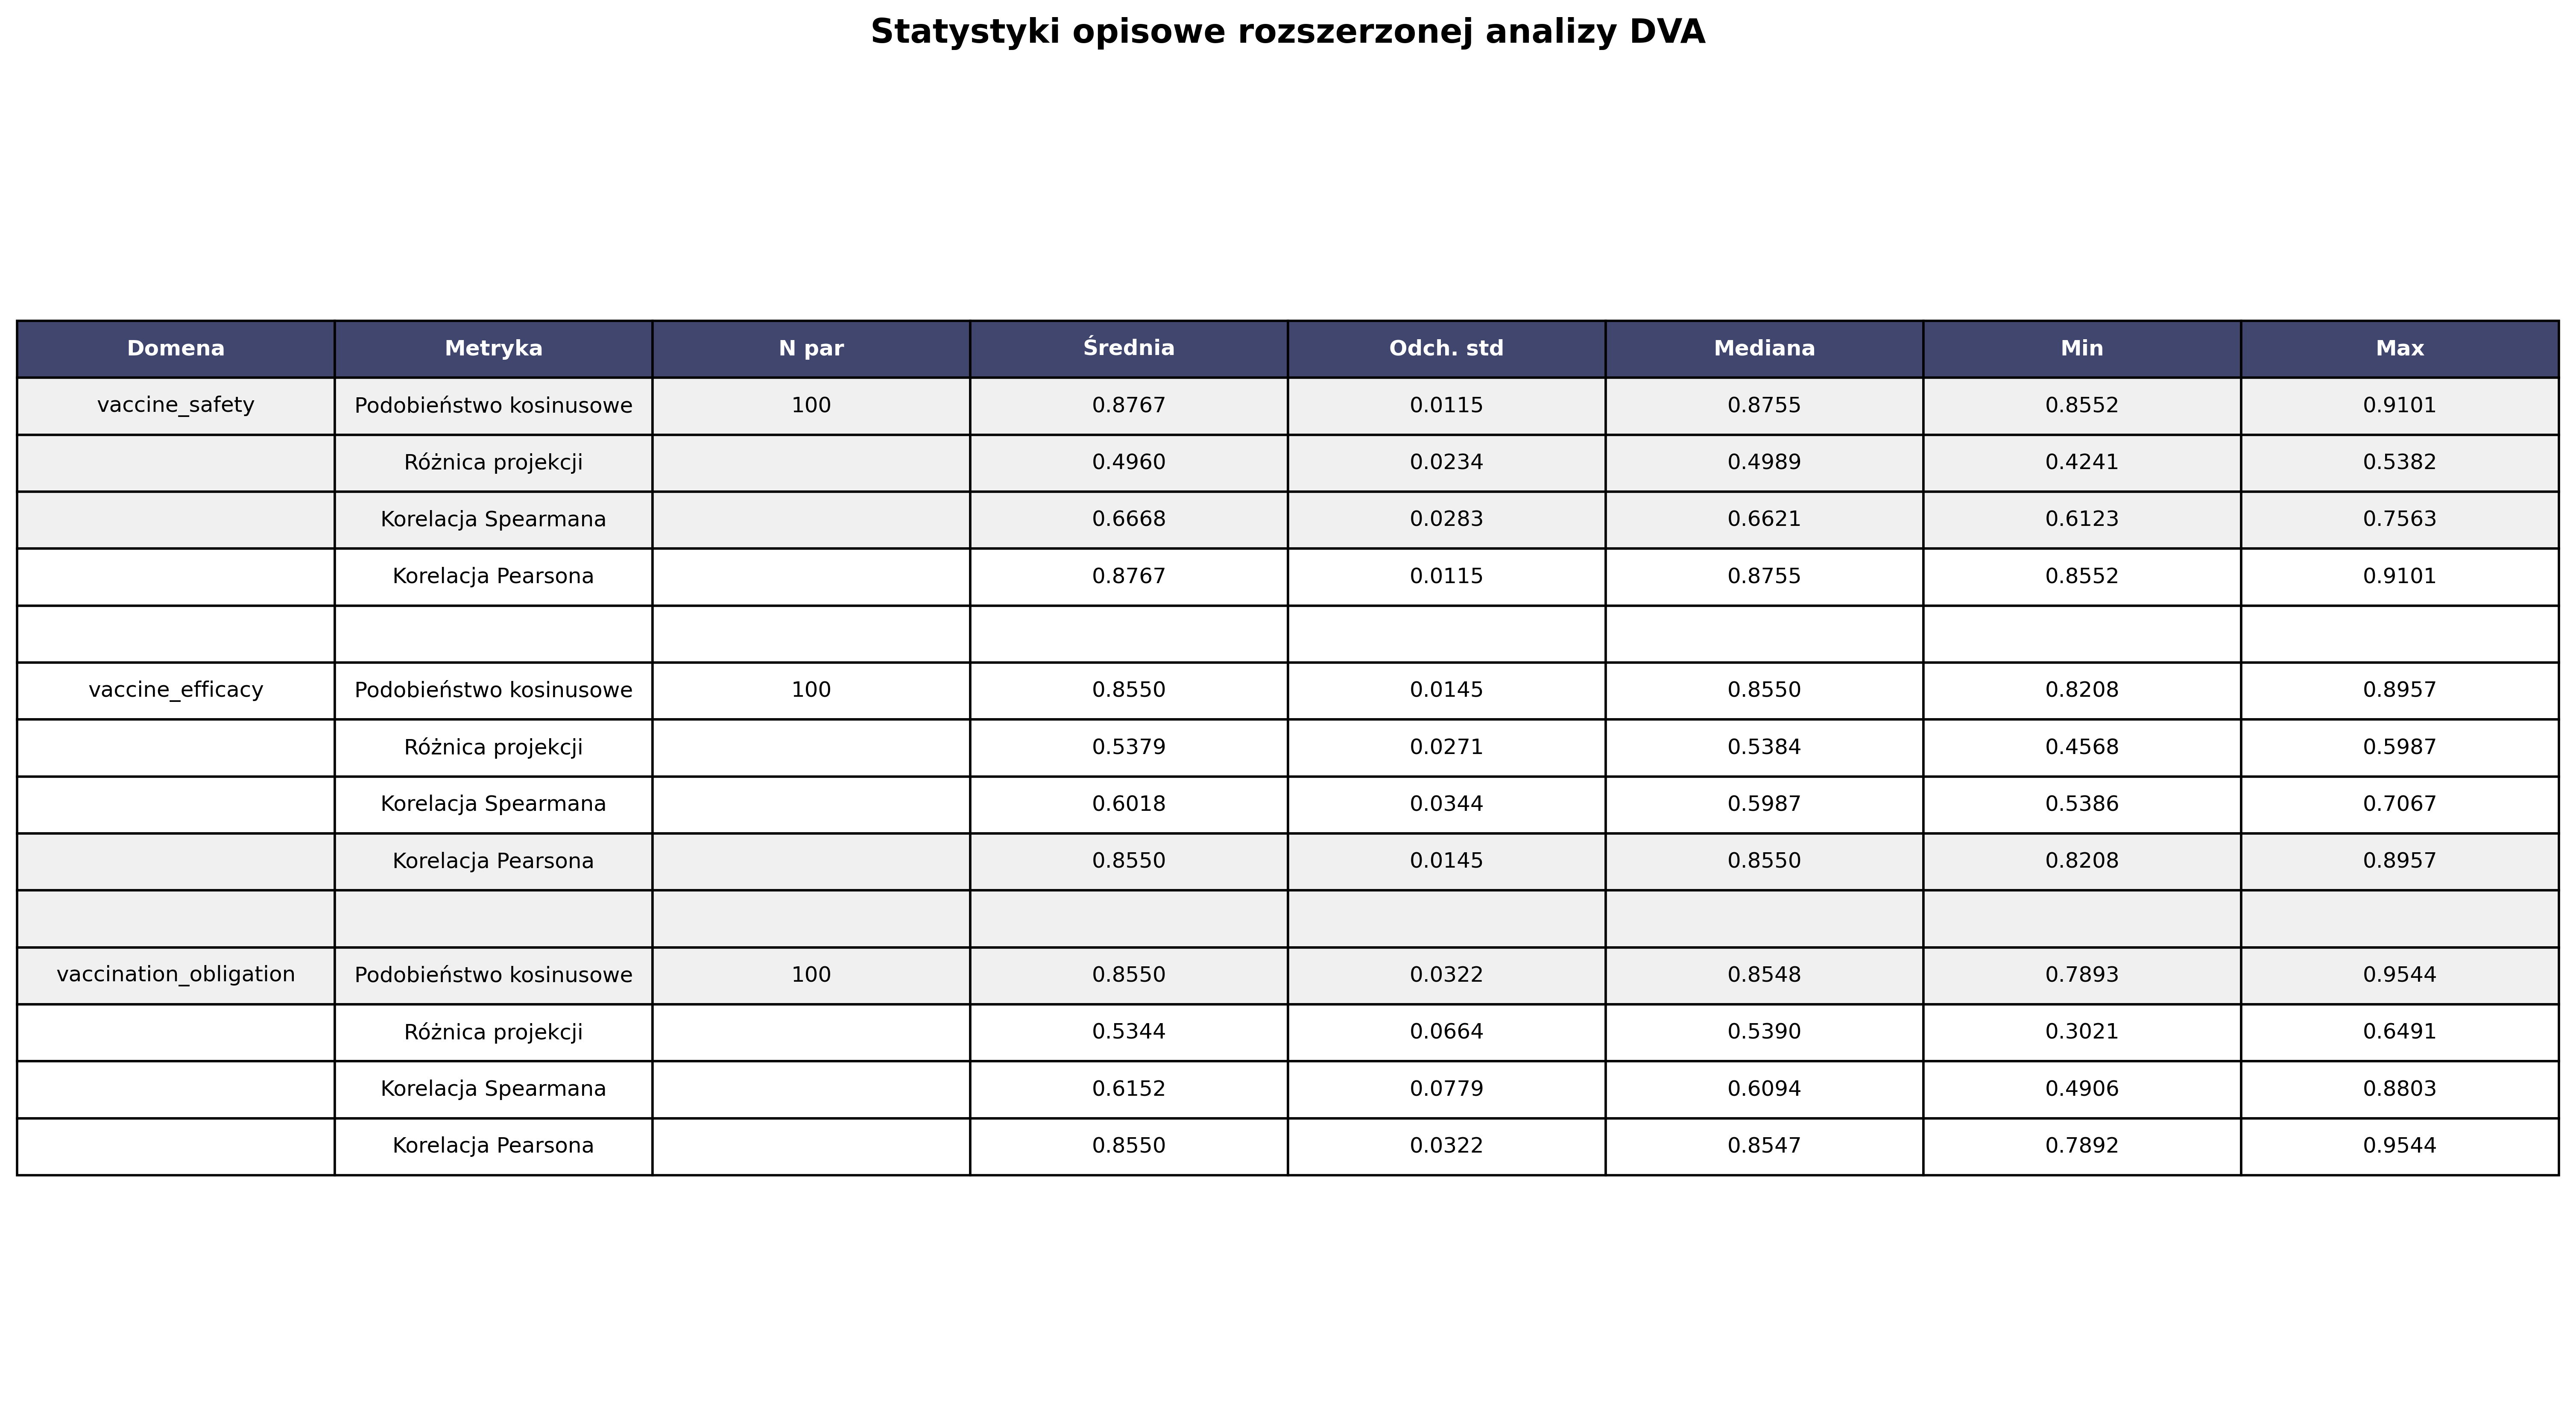 Statystyki opisowe rozszerzonej analizy DVA
Domena Metryka N par Średnia Odch. std Mediana Min Max
vaccine_safety Podobieństwo kosinusowe 100 0.8767 0.0115 0.8755 0.8552 0.9101
Różnica projekcji 0.4960 0.0234 0.4989 0.4241 0.5382
Korelacja Spearmana 0.6668 0.0283 0.6621 0.6123 0.7563
Korelacja Pearsona 0.8767 0.0115 0.8755 0.8552 0.9101
vaccine_efficacy Podobieństwo kosinusowe 100 0.8550 0.0145 0.8550 0.8208 0.8957
Różnica projekcji 0.5379 0.0271 0.5384 0.4568 0.5987
Korelacja Spearmana 0.6018 0.0344 0.5987 0.5386 0.7067
Korelacja Pearsona 0.8550 0.0145 0.8550 0.8208 0.8957
vaccination_obligation Podobieństwo kosinusowe 100 0.8550 0.0322 0.8548 0.7893 0.9544
Różnica projekcji 0.5344 0.0664 0.5390 0.3021 0.6491
Korelacja Spearmana 0.6152 0.0779 0.6094 0.4906 0.8803
Korelacja Pearsona 0.8550 0.0322 0.8547 0.7892 0.9544